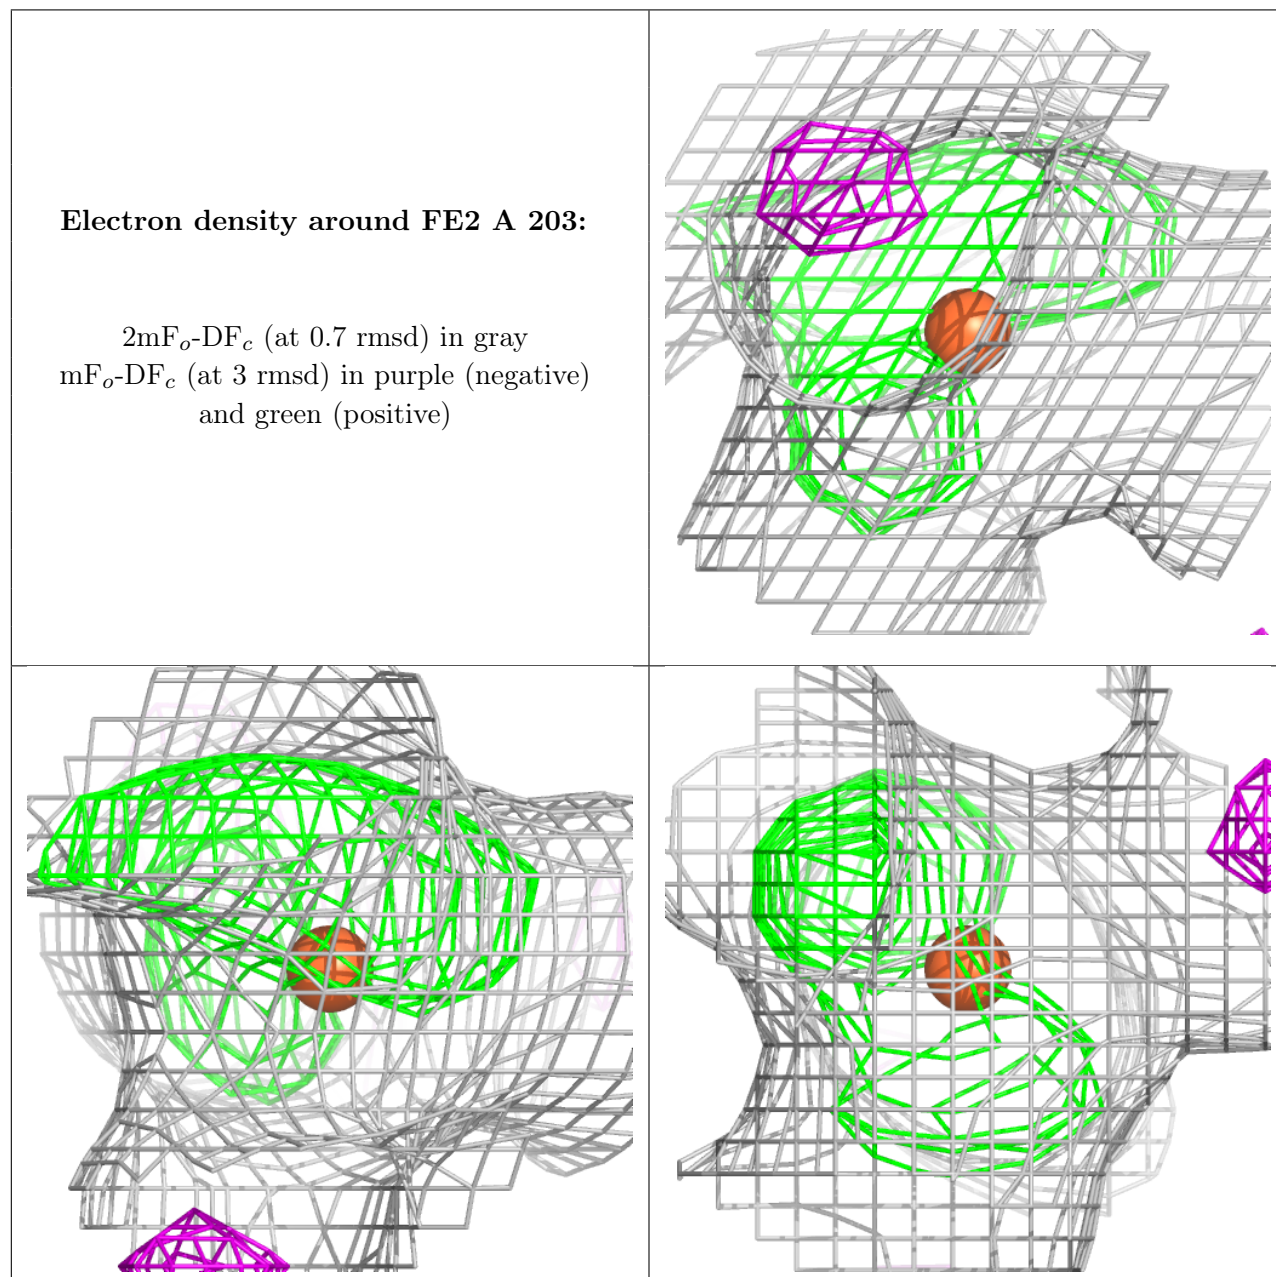 Electron density around FE2 A 203:
2mFo-DFc (at 0.7 rmsd) in gray
mFo-DFc (at 3 rmsd) in purple (negative)
and green (positive)